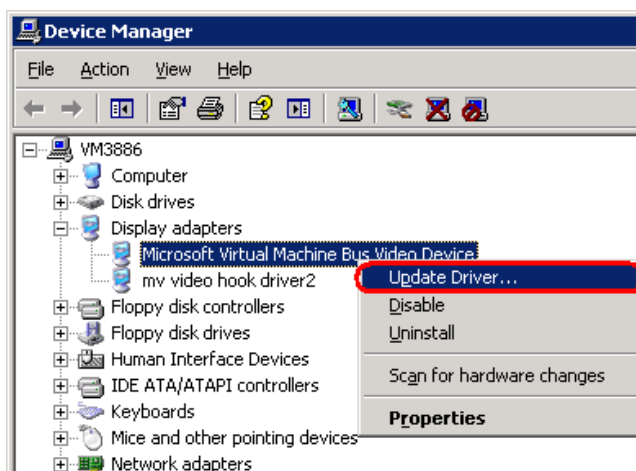 Device Manager
File Action View Help
VM3886
Computer
Disk drives
Display adapters
Microsoft Virtual Machine Bus Video Device
mv video hook driver2
Update Driver...
Floppy disk controllers
Disable
Floppy disk drives
Uninstall
Human Interface Devices
Scan for hardware changes
IDE ATA/ATAPI controllers
Keyboards
Properties
Mice and other pointing devices
Network adapters